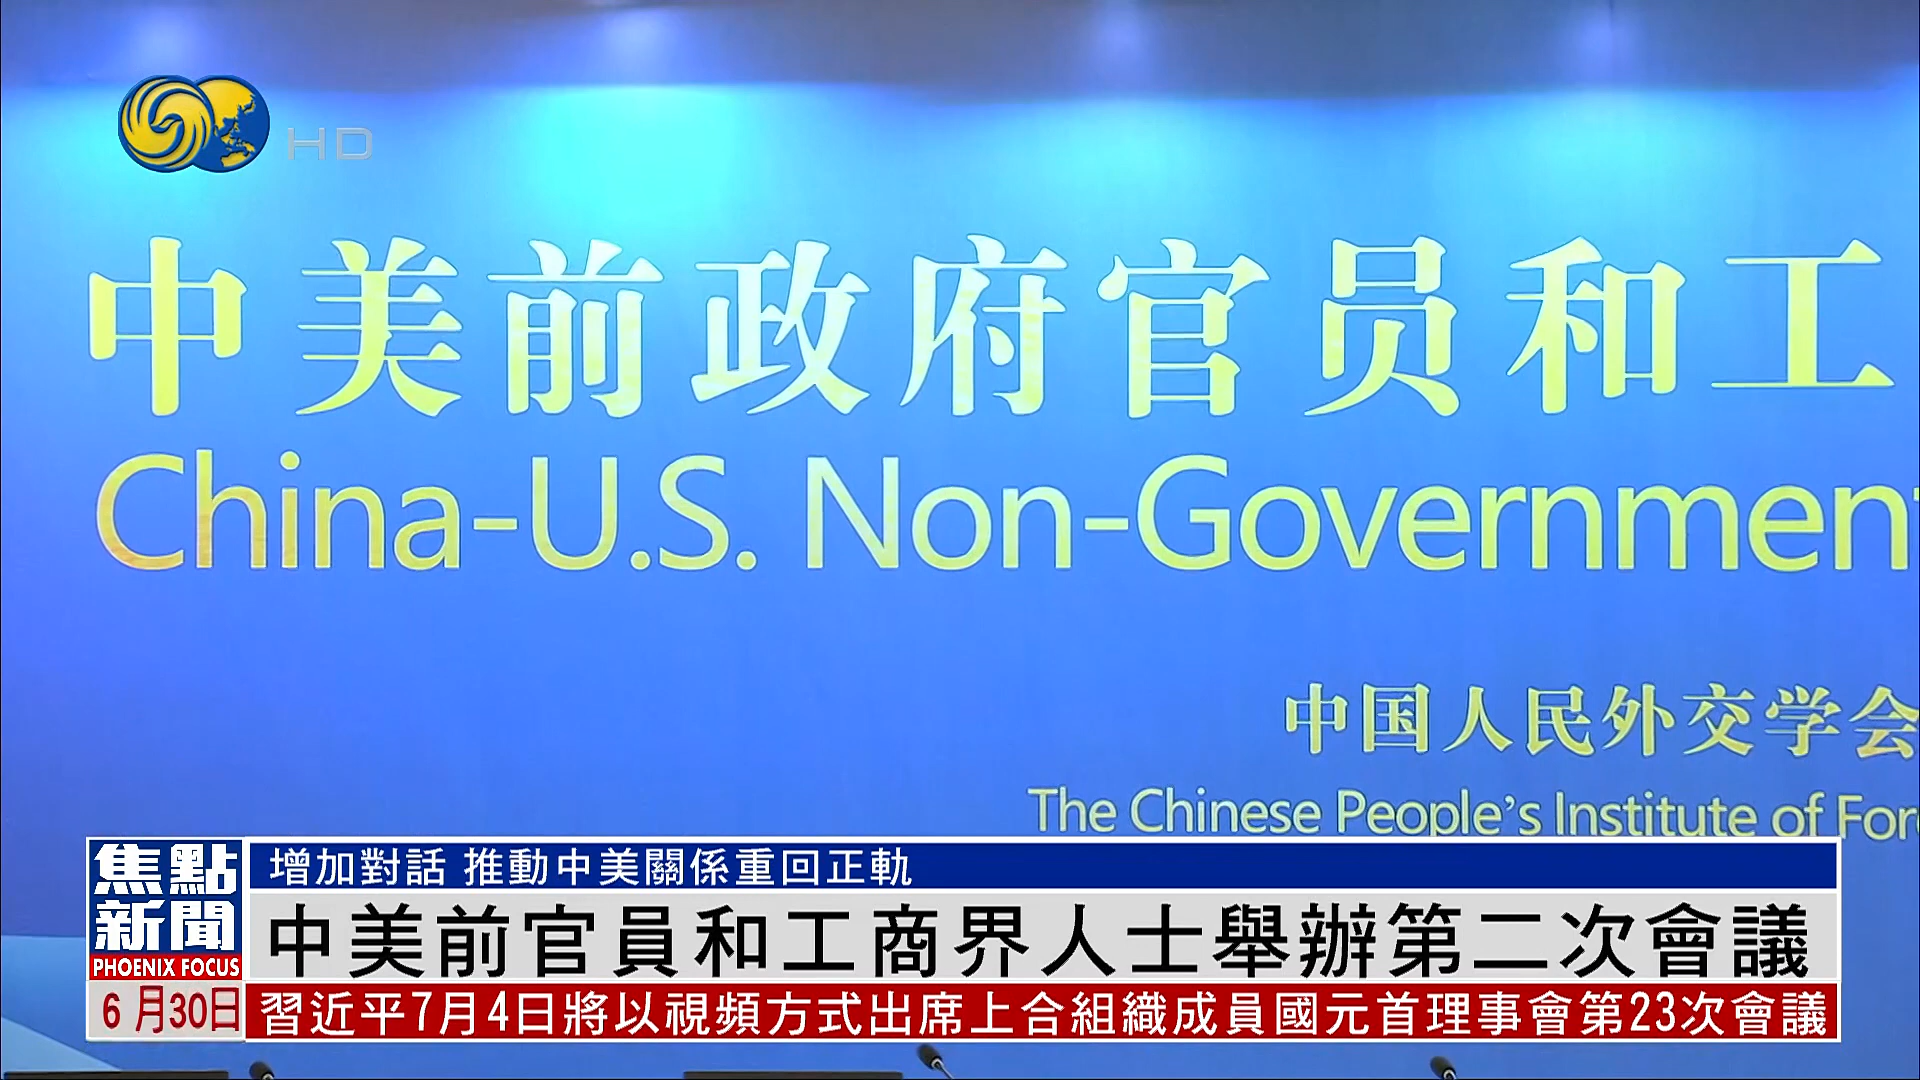 HD
中美前政府官员和工
China-U.S. Non-Government
中国人民外交学会
The Chinese People's Institute of For
焦點
新聞
PHOENIX FOCUS
增加對話 推動中美關係重回正軌
中美前官員和工商界人士舉辦第二次會議
6月30日
習近平7月4日將以視頻方式出席上合組織成員國元首理事會第23次會議